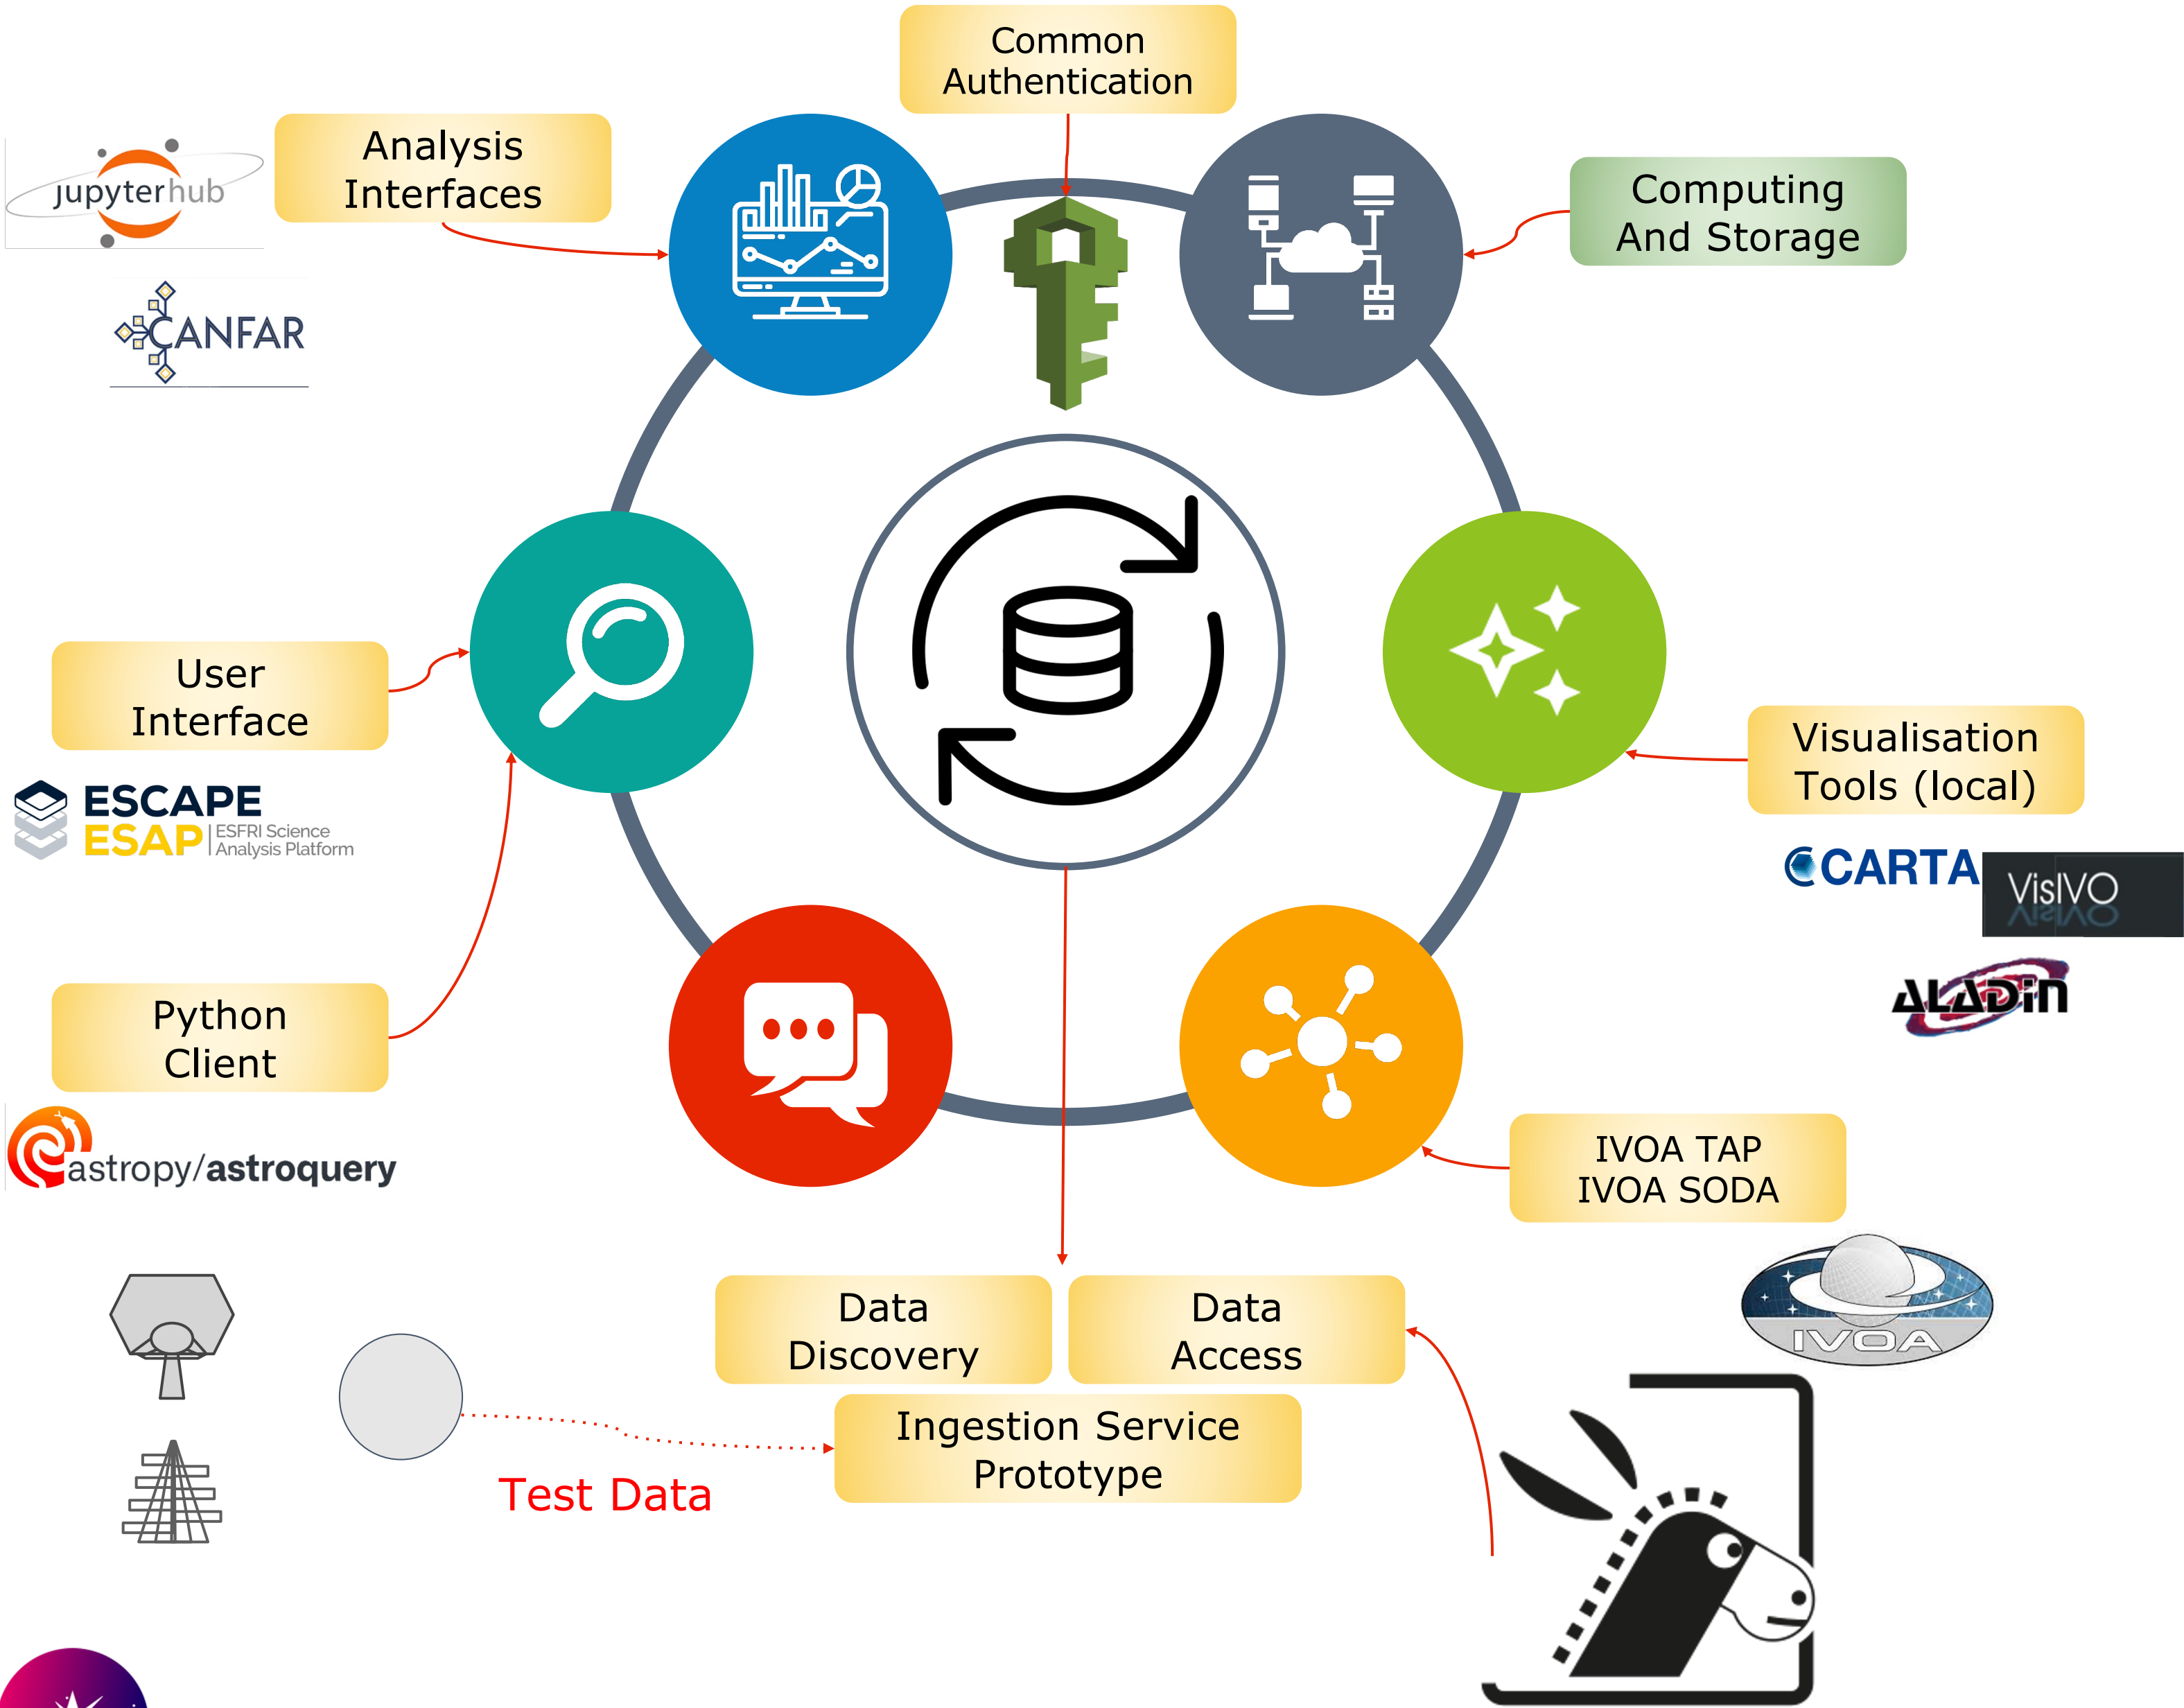 Common
Authentication
Analysis
Interfaces
jupyterhub
Computing
And Storage
CANFAR
User
Interface
Visualisation
Tools (local)
ESCAPE
ESAP
ESFRI Science
Analysis Platform
CARTA
VisIVO
ALADiN
Python
Client
astropy/astroquery
IVOA TAP
IVOA SODA
IVOA
Data
Discovery
Data
Access
Ingestion Service
Prototype
Test Data